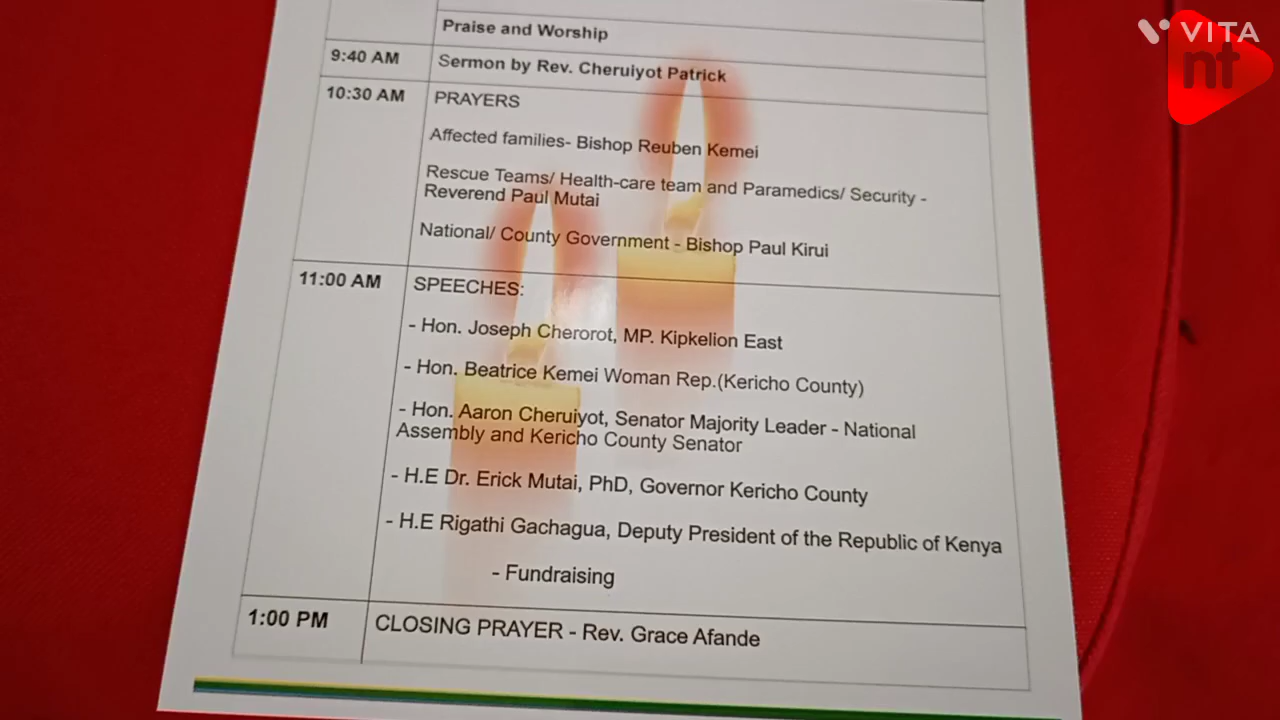 Praise and Worship
9:40 AM Sermon by Rev. Cheruiyot Patrick
10:30 AM PRAYERS
Affected families- Bishop Reuben Kemei
Rescue Teams/ Health-care team and Paramedics/ Security -
Reverend Paul Mutai
National/ County Government - Bishop Paul Kirui
11:00 AM SPEECHES:
- Hon. Joseph Cherorot, MP. Kipkelion East
- Hon. Beatrice Kemei Woman Rep.(Kericho County)
- Hon. Aaron Cheruiyot, Senator Majority Leader - National
Assembly and Kericho County Senator
- H.E Dr. Erick Mutai, PhD, Governor Kericho County
- H.E Rigathi Gachagua, Deputy President of the Republic of Kenya
- Fundraising
1:00 PM CLOSING PRAYER - Rev. Grace Afande
VITA
nt